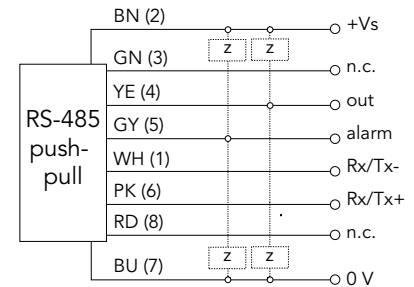 BN (2)
+Vs
z z
GN (3)
n.c.
YE (4)
out
RS-485
push-
pull
GY (5)
alarm
WH (1)
Rx/Tx-
PK (6)
Rx/Tx+
RD (8)
n.c.
z z
BU (7)
0 V